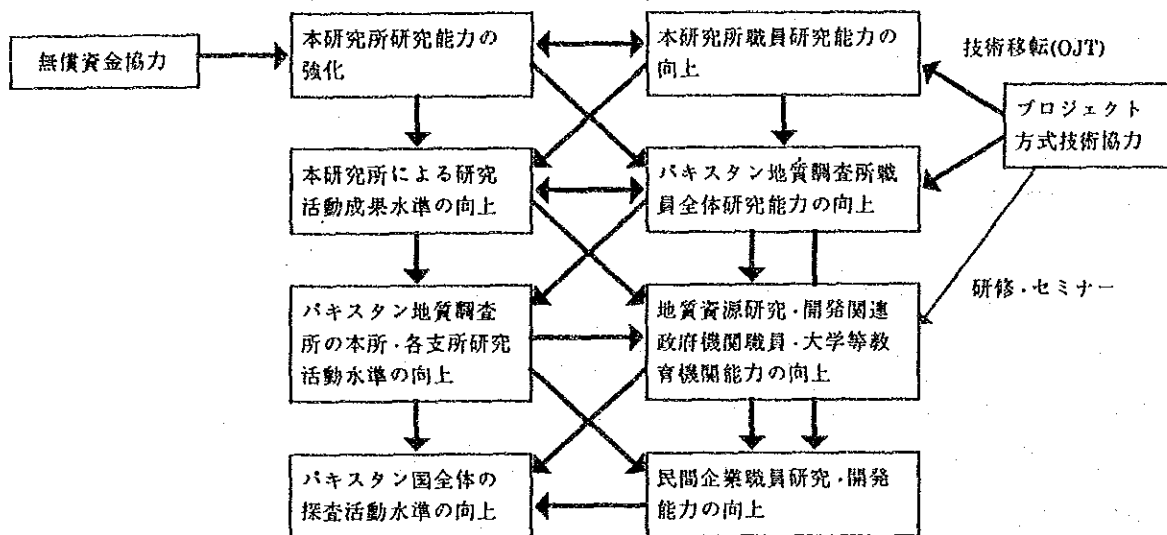 無償資金協力
本研究所研究能力の
強化
本研究所職員研究能力の
向上
技術移転(OJT)
プロジェクト
方式技術協力
本研究所による研究
活動成果水準の向上
パキスタン地質調査所職
員全体研究能力の向上
パキスタン地質調査
所の本所・各支所研究
活動水準の向上
地質資源研究・開発関連
政府機関職員・大学等教
育機関能力の向上
研修・セミナー
パキスタン国全体の
探査活動水準の向上
民間企業職員研究・開発
能力の向上